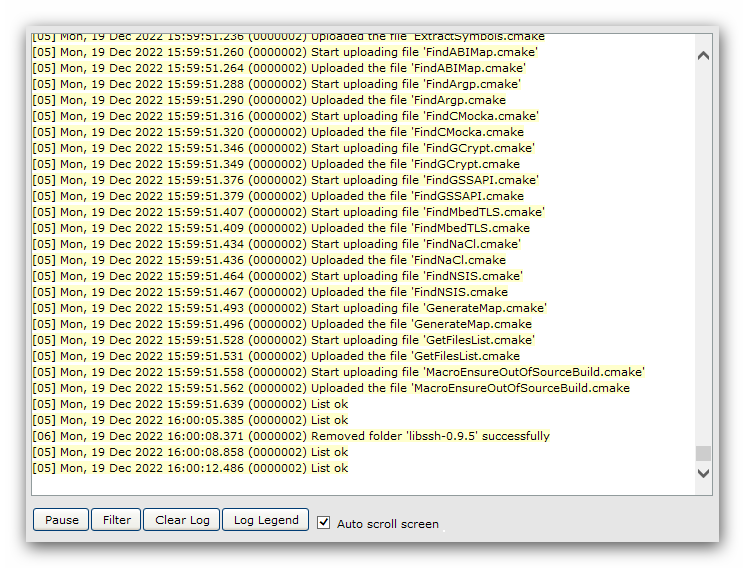 [05] Mon, 19 Dec 2022 15:59:51.236 (0000002) Uploaded the file 'ExtractSymbols.cmake
[05] Mon, 19 Dec 2022 15:59:51.260 (0000002) Start uploading file 'FindABIMap.cmake'
[05] Mon, 19 Dec 2022 15:59:51.264 (0000002) Uploaded the file 'FindABIMap.cmake'
[05] Mon, 19 Dec 2022 15:59:51.288 (0000002) Start uploading file 'FindArgp.cmake'
[05] Mon, 19 Dec 2022 15:59:51.290 (0000002) Uploaded the file 'FindArgp.cmake
[05] Mon, 19 Dec 2022 15:59:51.316 (0000002) Start uploading file 'FindCMocka.cmake'
[05] Mon, 19 Dec 2022 15:59:51.320 (0000002) Uploaded the file 'FindCMocka.cmake
[05] Mon, 19 Dec 2022 15:59:51.346 (0000002) Start uploading file 'FindGCrypt.cmake'
[05] Mon, 19 Dec 2022 15:59:51.349 (0000002) Uploaded the file 'FindGCrypt.cmake
[05] Mon, 19 Dec 2022 15:59:51.376 (0000002) Start uploading file 'FindGSSAPI.cmake'
[05] Mon, 19 Dec 2022 15:59:51.379 (0000002) Uploaded the file 'FindGSSAPI.cmake
[05] Mon, 19 Dec 2022 15:59:51.407 (0000002) Start uploading file 'FindMbedTLS.cmake'
[05] Mon, 19 Dec 2022 15:59:51.409 (0000002) Uploaded the file 'FindMbedTLS.cmake
[05] Mon, 19 Dec 2022 15:59:51.434 (0000002) Start uploading file 'FindNaCl.cmake'
[05] Mon, 19 Dec 2022 15:59:51.436 (0000002) Uploaded the file 'FindNaCl.cmake
[05] Mon, 19 Dec 2022 15:59:51.464 (0000002) Start uploading file 'FindNSIS.cmake'
[05] Mon, 19 Dec 2022 15:59:51.467 (0000002) Uploaded the file 'FindNSIS.cmake
[05] Mon, 19 Dec 2022 15:59:51.493 (0000002) Start uploading file 'GenerateMap.cmake'
[05] Mon, 19 Dec 2022 15:59:51.496 (0000002) Uploaded the file 'GenerateMap.cmake
[05] Mon, 19 Dec 2022 15:59:51.528 (0000002) Start uploading file 'GetFilesList.cmake'
[05] Mon, 19 Dec 2022 15:59:51.531 (0000002) Uploaded the file 'GetFilesList.cmake
[05] Mon, 19 Dec 2022 15:59:51.558 (0000002) Start uploading file 'MacroEnsureOutOfSourceBuild.cmake'
[05] Mon, 19 Dec 2022 15:59:51.562 (0000002) Uploaded the file 'MacroEnsureOutOfSourceBuild.cmake
[05] Mon, 19 Dec 2022 15:59:51.639 (0000002) List ok
[05] Mon, 19 Dec 2022 16:00:05.385 (0000002) List ok
[06] Mon, 19 Dec 2022 16:00:08.371 (0000002) Removed folder 'libssh-0.9.5' successfully
[05] Mon, 19 Dec 2022 16:00:08.858 (0000002) List ok
[05] Mon, 19 Dec 2022 16:00:12.486 (0000002) List ok
Pause Filter Clear Log Log Legend Auto scroll screen